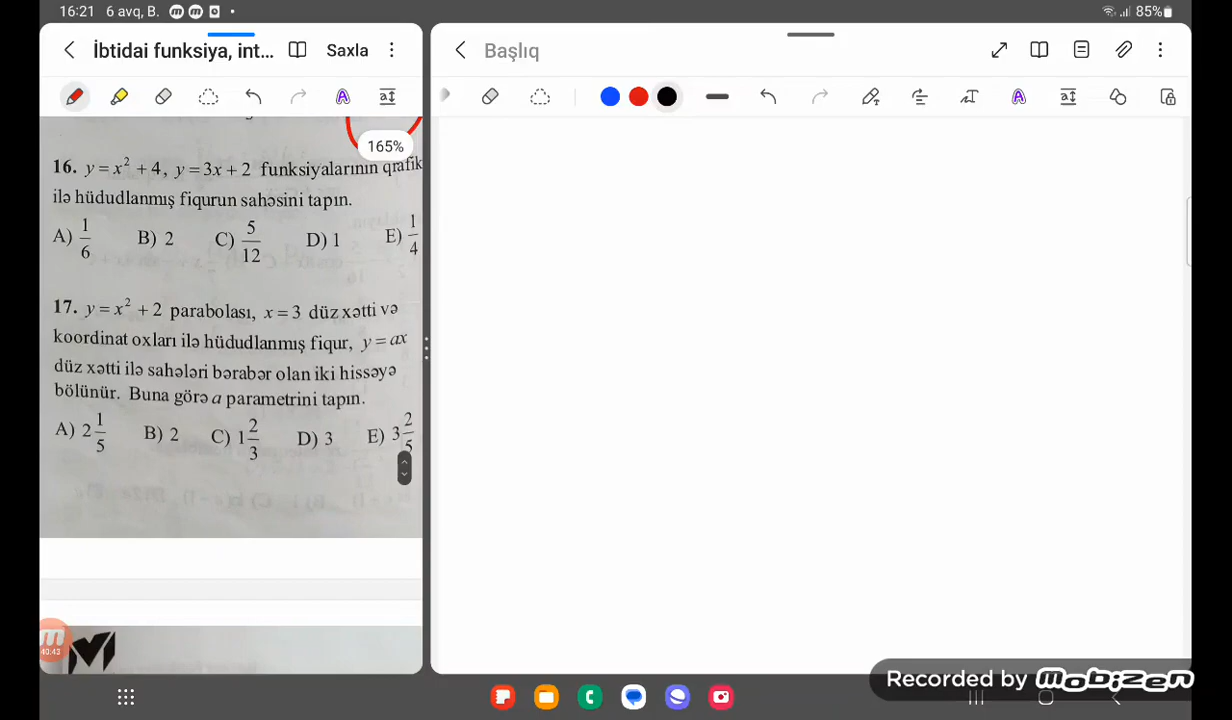 16:21 6 avq, B.
85%
İbtidai funksiya, int...
Saxla
Başlıq
165%
16. y = x² + 4, y = 3x + 2 funksiyalarının qrafik
ilə hüdudlanmış fiqurun sahəsini tapın.
A) 1/6 B) 2 C) 5/12 D) 1 E) 1/4
17. y = x² + 2 parabolası, x = 3 düz xətti və
koordinat oxları ilə hüdudlanmış fiqur, y = ax
düz xətti ilə sahələri bərabər olan iki hissəyə
bölünür. Buna görə a parametrini tapın.
A) 2 1/5 B) 2 C) 1 2/3 D) 3 E) 3 2/5
40:43
Recorded by mobizen